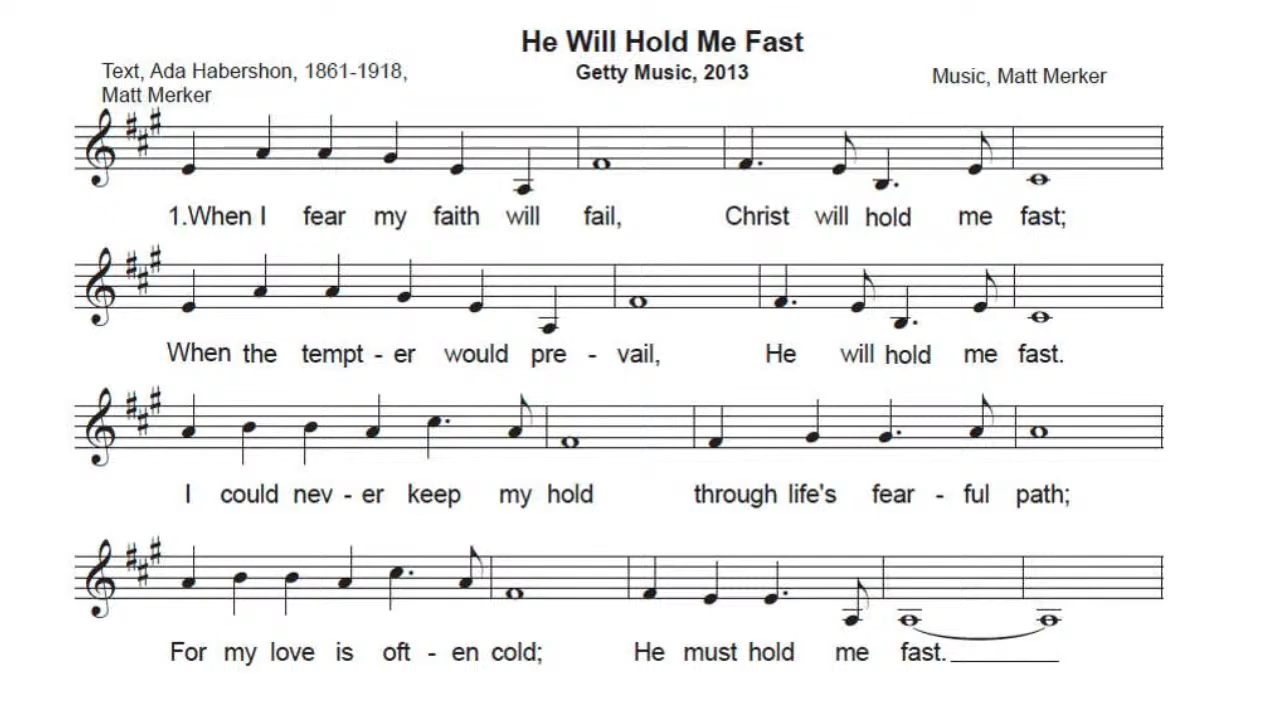 He Will Hold Me Fast
Text, Ada Habershon, 1861-1918,
Matt Merker
Getty Music, 2013
Music, Matt Merker
1.When I fear my faith will fail, Christ will hold me fast;
When the tempt - er would pre - vail, He will hold me fast.
I could nev - er keep my hold through life's fear - ful path;
For my love is oft - en cold; He must hold me fast.________